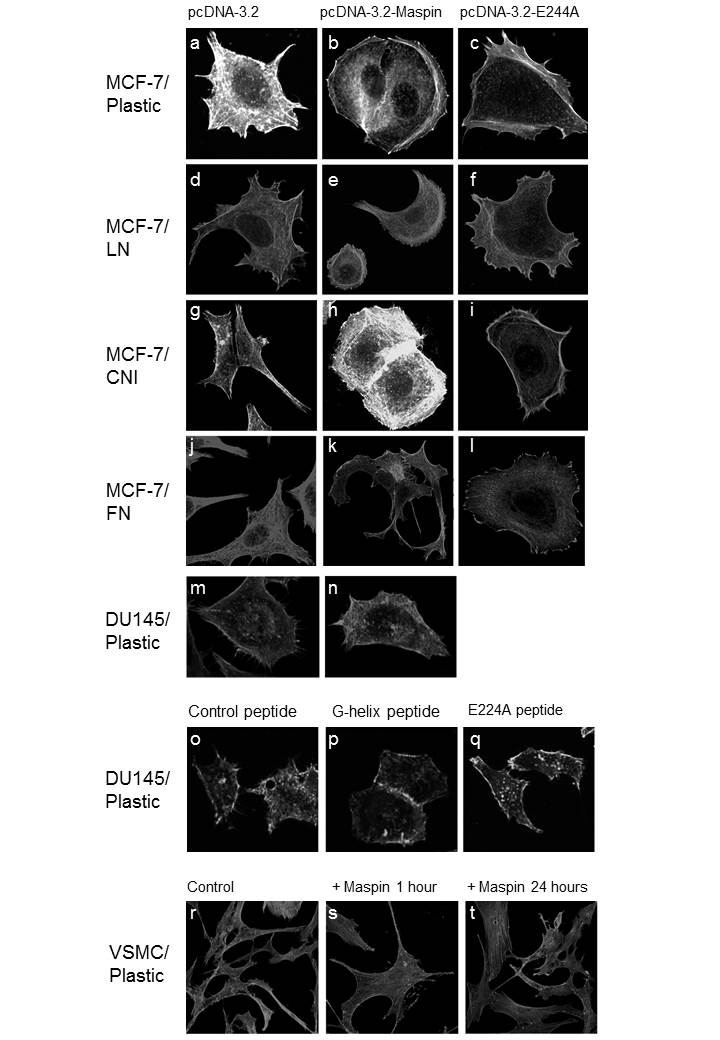 pcDNA-3.2 pcDNA-3.2-Maspin pcDNA-3.2-E244A
a b c
MCF-7/
Plastic
d e f
MCF-7/
LN
g h i
MCF-7/
CNI
j k l
MCF-7/
FN
m n
DU145/
Plastic
Control peptide G-helix peptide E224A peptide
o p q
DU145/
Plastic
Control + Maspin 1 hour + Maspin 24 hours
r s t
VSMC/
Plastic